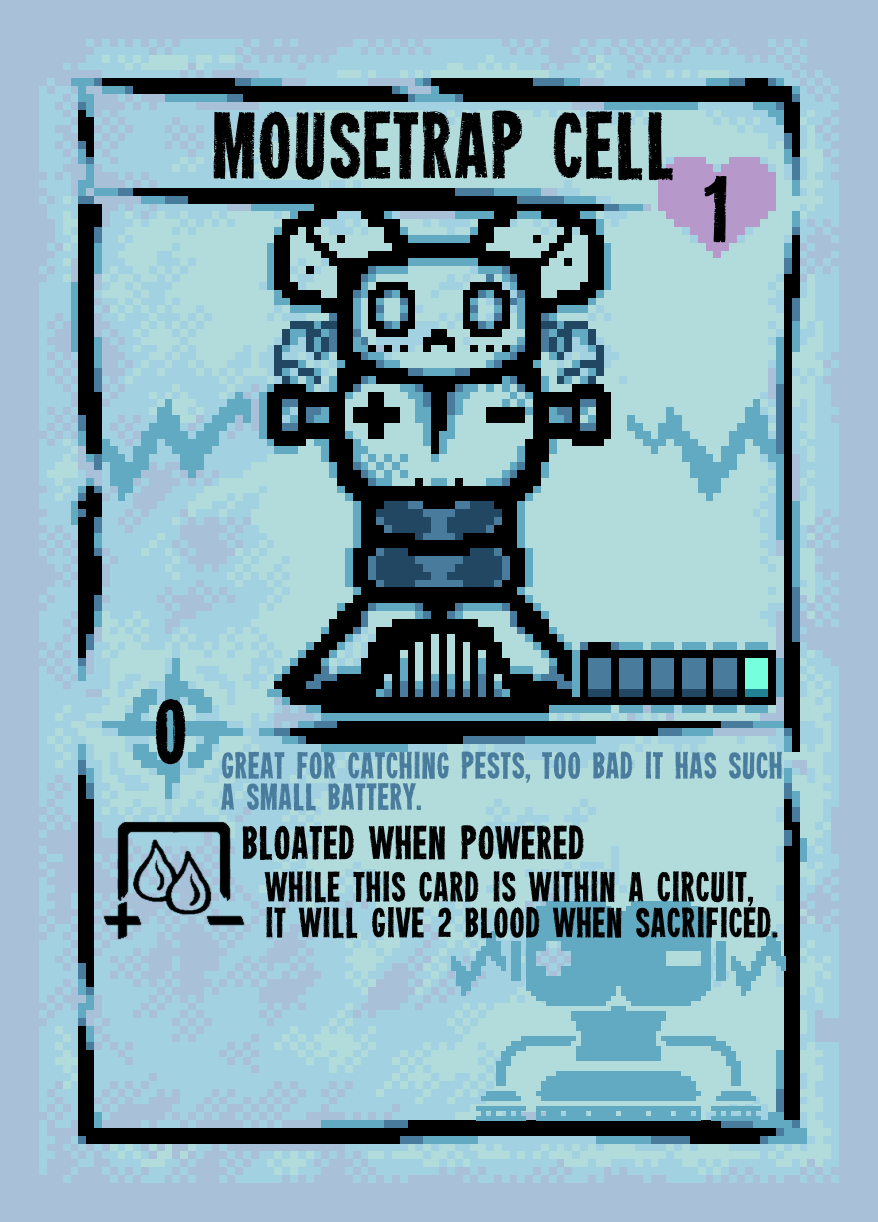 MOUSETRAP CELL
1
+ −
0
GREAT FOR CATCHING PESTS, TOO BAD IT HAS SUCH
A SMALL BATTERY.
BLOATED WHEN POWERED
WHILE THIS CARD IS WITHIN A CIRCUIT,
IT WILL GIVE 2 BLOOD WHEN SACRIFICED.
+ −